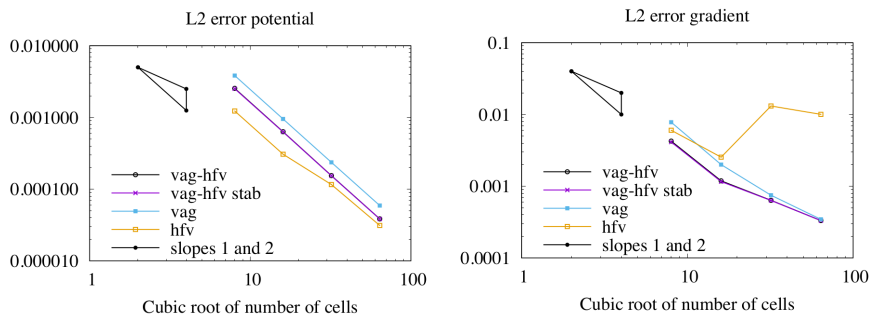 L2 error potential
0.010000
0.001000
0.000100
0.000010
vag-hfv
vag-hfv stab
vag
hfv
slopes 1 and 2
1
10
100
Cubic root of number of cells
L2 error gradient
0.1
0.01
0.001
0.0001
vag-hfv
vag-hfv stab
vag
hfv
slopes 1 and 2
1
10
100
Cubic root of number of cells